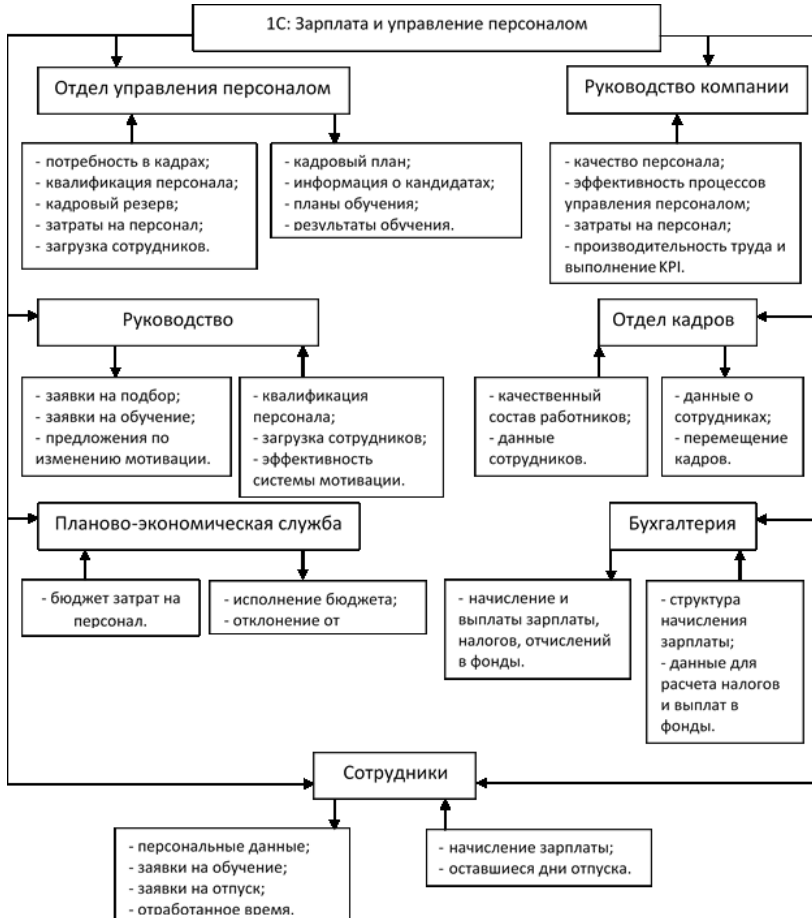 1С: Зарплата и управление персоналом
Отдел управления персоналом
Руководство компании
- потребность в кадрах;
- квалификация персонала;
- кадровый резерв;
- затраты на персонал;
- загрузка сотрудников.
- кадровый план;
- информация о кандидатах;
- планы обучения;
- результаты обучения.
- качество персонала;
- эффективность процессов
управления персоналом;
- затраты на персонал;
- производительность труда и
выполнение KPI.
Руководство
Отдел кадров
- заявки на подбор;
- заявки на обучение;
- предложения по
изменению мотивации.
- квалификация
персонала;
- загрузка сотрудников;
- эффективность
системы мотивации.
- качественный
состав работников;
- данные
сотрудников.
- данные о
сотрудниках;
- перемещение
кадров.
Планово-экономическая служба
Бухгалтерия
- бюджет затрат на
персонал.
- исполнение бюджета;
- отклонение от
- начисление и
выплаты зарплаты,
налогов, отчислений
в фонды.
- структура
начисления
зарплаты;
- данные для
расчета налогов
и выплат в
фонды.
Сотрудники
- персональные данные;
- заявки на обучение;
- заявки на отпуск;
- отработанное время.
- начисление зарплаты;
- оставшиеся дни отпуска.